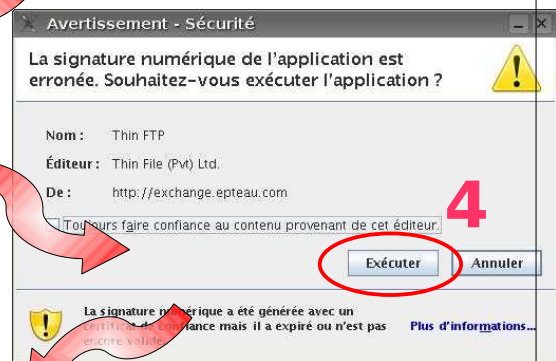 Avertissement - Sécurité
La signature numérique de l'application est
erronée. Souhaitez-vous exécuter l'application ?
Nom : Thin FTP
Éditeur : Thin File (Pvt) Ltd.
De : http://exchange.epteau.com
Toujours faire confiance au contenu provenant de cet éditeur.
4
Exécuter Annuler
La signature numérique a été générée avec un
certificat de confiance mais il a expiré ou n'est pas Plus d'informations...
encore valide.